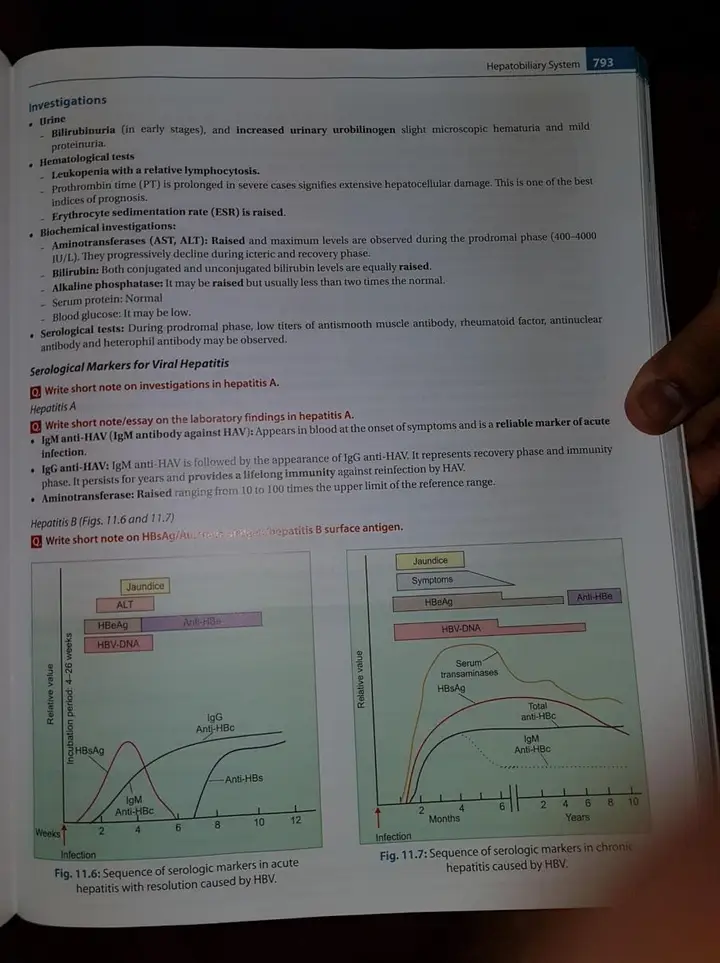 Hepatobiliary System 793
Investigations
• Urine
– Bilirubinuria (in early stages), and increased urinary urobilinogen slight microscopic hematuria and mild
proteinuria.
• Hematological tests
– Leukopenia with a relative lymphocytosis.
– Prothrombin time (PT) is prolonged in severe cases signifies extensive hepatocellular damage. This is one of the best
indices of prognosis.
– Erythrocyte sedimentation rate (ESR) is raised.
• Biochemical investigations:
– Aminotransferases (AST, ALT): Raised and maximum levels are observed during the prodromal phase (400–4000
IU/L). They progressively decline during icteric and recovery phase.
– Bilirubin: Both conjugated and unconjugated bilirubin levels are equally raised.
– Alkaline phosphatase: It may be raised but usually less than two times the normal.
– Serum protein: Normal
– Blood glucose: It may be low.
• Serological tests: During prodromal phase, low titers of antismooth muscle antibody, rheumatoid factor, antinuclear
antibody and heterophil antibody may be observed.
Serological Markers for Viral Hepatitis
Q. Write short note on investigations in hepatitis A.
Hepatitis A
Q. Write short note/essay on the laboratory findings in hepatitis A.
• IgM anti-HAV (IgM antibody against HAV): Appears in blood at the onset of symptoms and is a reliable marker of acute
infection.
• IgG anti-HAV: IgM anti-HAV is followed by the appearance of IgG anti-HAV. It represents recovery phase and immunity
phase. It persists for years and provides a lifelong immunity against reinfection by HAV.
• Aminotransferase: Raised ranging from 10 to 100 times the upper limit of the reference range.
Hepatitis B (Figs. 11.6 and 11.7)
Q. Write short note on HBsAg/Au hepatitis B surface antigen.
Jaundice
ALT
HBeAg Anti-HBe
HBV-DNA
Relative value
Incubation period: 4–26 weeks
HBsAg
IgG
Anti-HBc
IgM
Anti-HBc
Anti-HBs
Weeks 2 4 6 8 10 12
Infection
Fig. 11.6: Sequence of serologic markers in acute
hepatitis with resolution caused by HBV.
Jaundice
Symptoms
HBeAg Anti-HBe
HBV-DNA
Relative value
Serum
transaminases
HBsAg
Total
anti-HBc
IgM
Anti-HBc
2 4 6 2 4 6 8 10
Months Years
Infection
Fig. 11.7: Sequence of serologic markers in chronic
hepatitis caused by HBV.